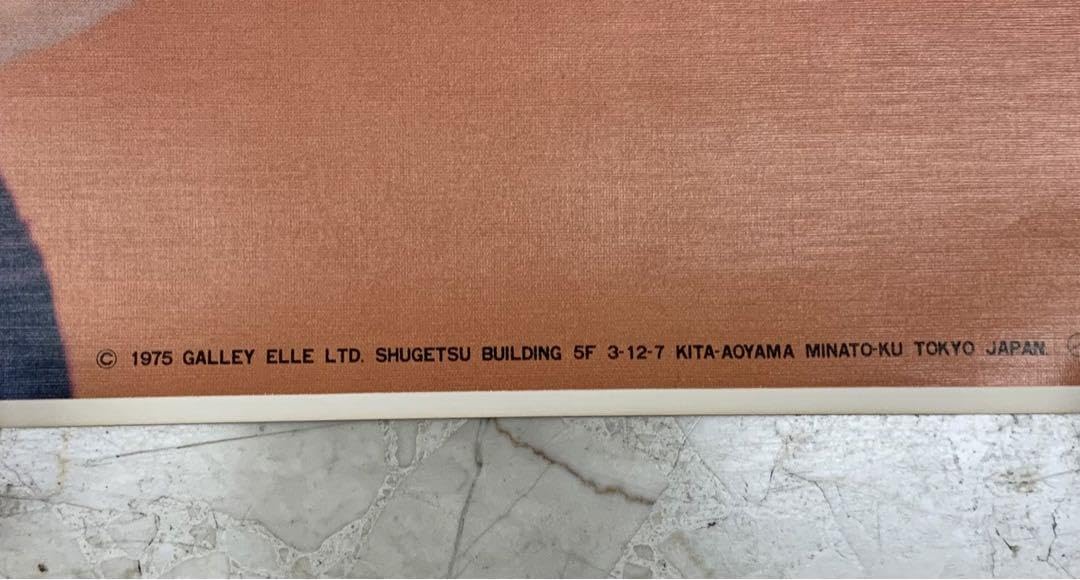 © 1975 GALLEY ELLE LTD. SHUGETSU BUILDING 5F 3-12-7 KITA-AOYAMA MINATO-KU TOKYO JAPAN.